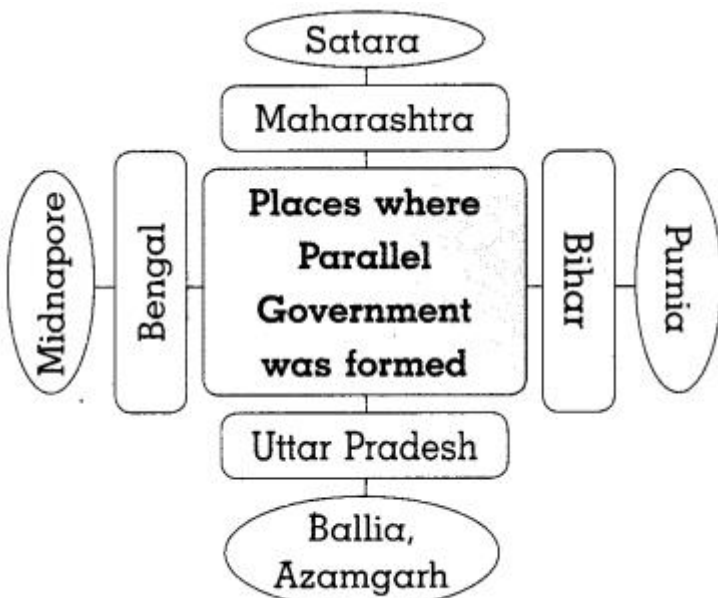 Satara
Maharashtra
Midnapore
Bengal
Places where
Parallel
Government
was formed
Bihar
Purnia
Uttar Pradesh
Ballia,
Azamgarh